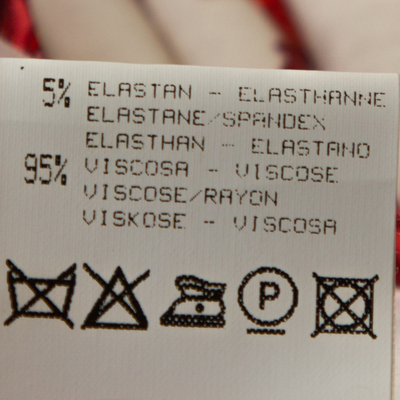 5% ELASTAN - ELASTHANNE
ELASTANE/SPANDEX
ELASTHAN - ELASTANO
95% VISCOSA - VISCOSE
VISCOSE/RAYON
VISKOSE - VISCOSA
P